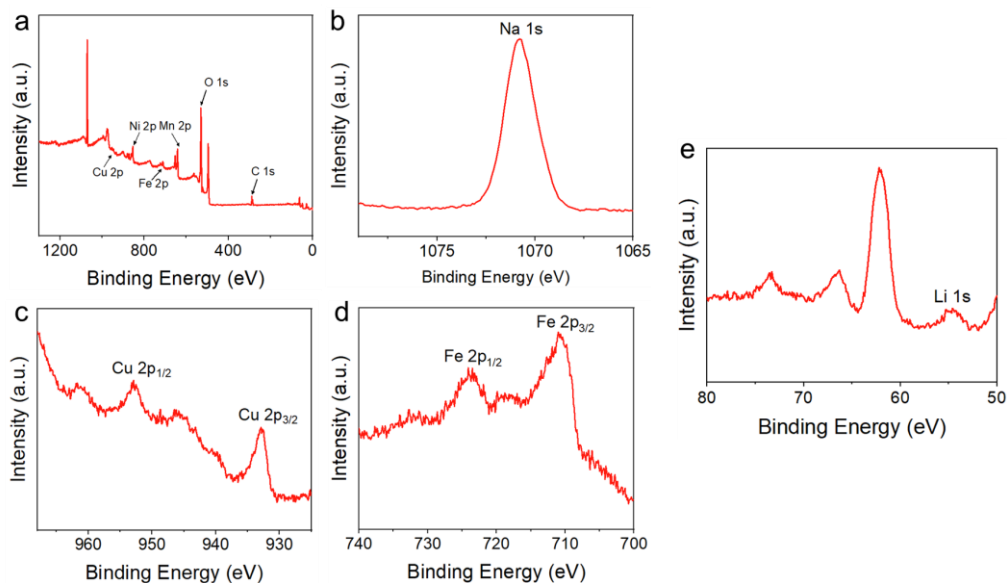 a
Intensity (a.u.)
Cu 2p
Ni 2p
Fe 2p
Mn 2p
O 1s
C 1s
1200 800 400 0
Binding Energy (eV)
b
Intensity (a.u.)
Na 1s
1075 1070 1065
Binding Energy (eV)
c
Intensity (a.u.)
Cu 2p1/2
Cu 2p3/2
960 950 940 930
Binding Energy (eV)
d
Intensity (a.u.)
Fe 2p1/2
Fe 2p3/2
740 730 720 710 700
Binding Energy (eV)
e
Intensity (a.u.)
Li 1s
80 70 60 50
Binding Energy (eV)